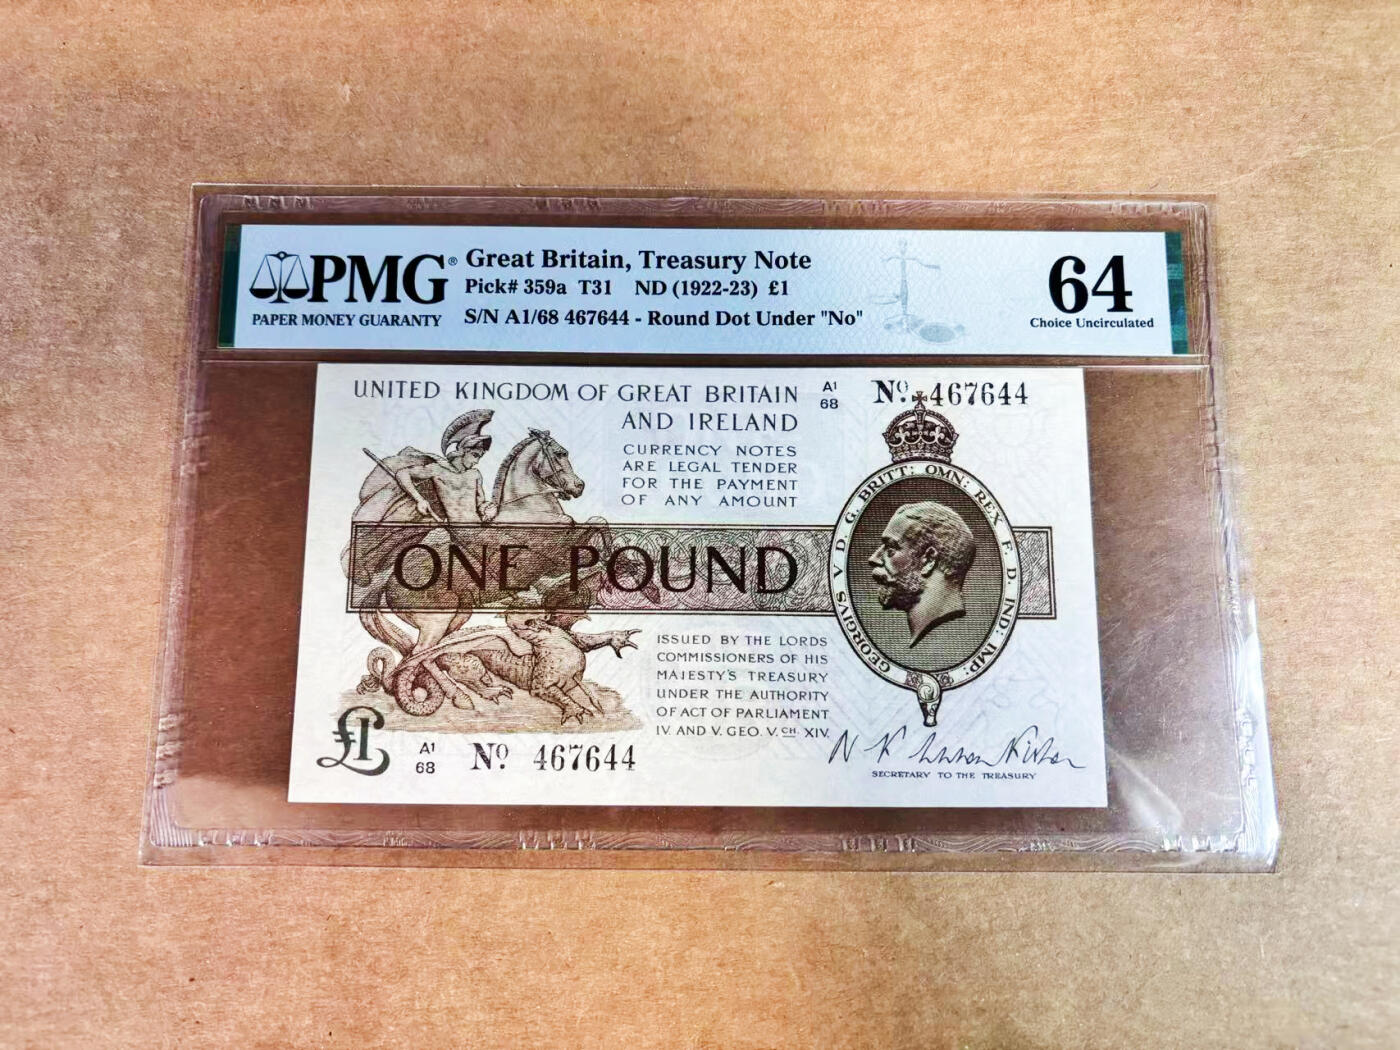 PMG®
PAPER MONEY GUARANTY
Great Britain, Treasury Note
Pick# 359a T31 ND (1922-23) £1
S/N A1/68 467644 - Round Dot Under "No"
64
Choice Uncirculated
UNITED KINGDOM OF GREAT BRITAIN
AND IRELAND
A1
68
No. 467644
CURRENCY NOTES
ARE LEGAL TENDER
FOR THE PAYMENT
OF ANY AMOUNT
GEORGIVS V D. G. BRITT: OMN: REX F. D. IND: IMP:
ONE POUND
ISSUED BY THE LORDS
COMMISSIONERS OF HIS
MAJESTY'S TREASURY
UNDER THE AUTHORITY
OF ACT OF PARLIAMENT
IV. AND V. GEO. V. CH. XIV.
£1
A1
68
No. 467644
SECRETARY TO THE TREASURY